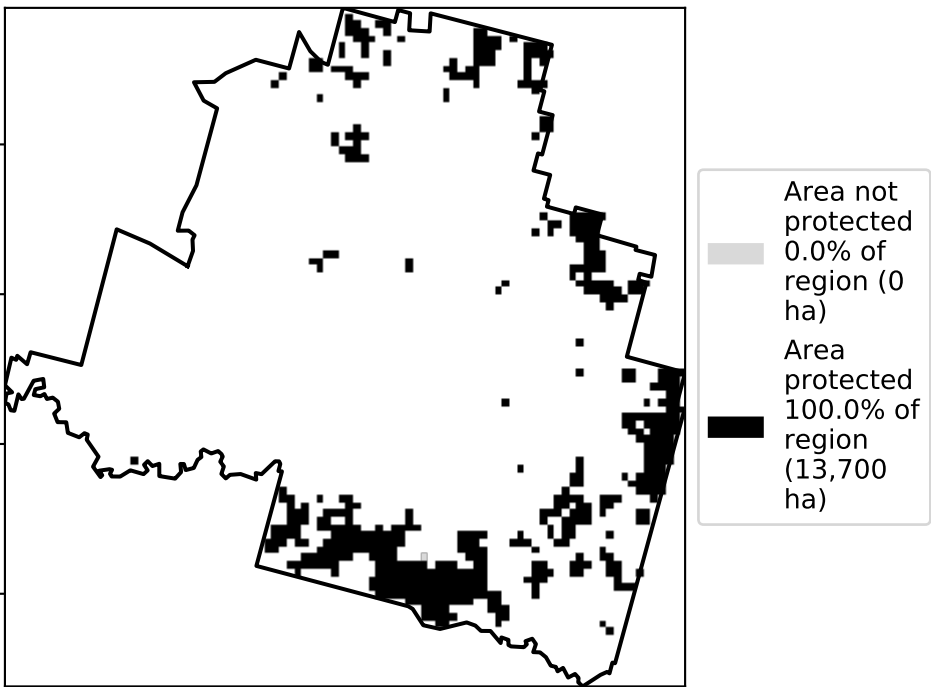 Area not
protected
0.0% of
region (0
ha)
Area
protected
100.0% of
region
(13,700
ha)